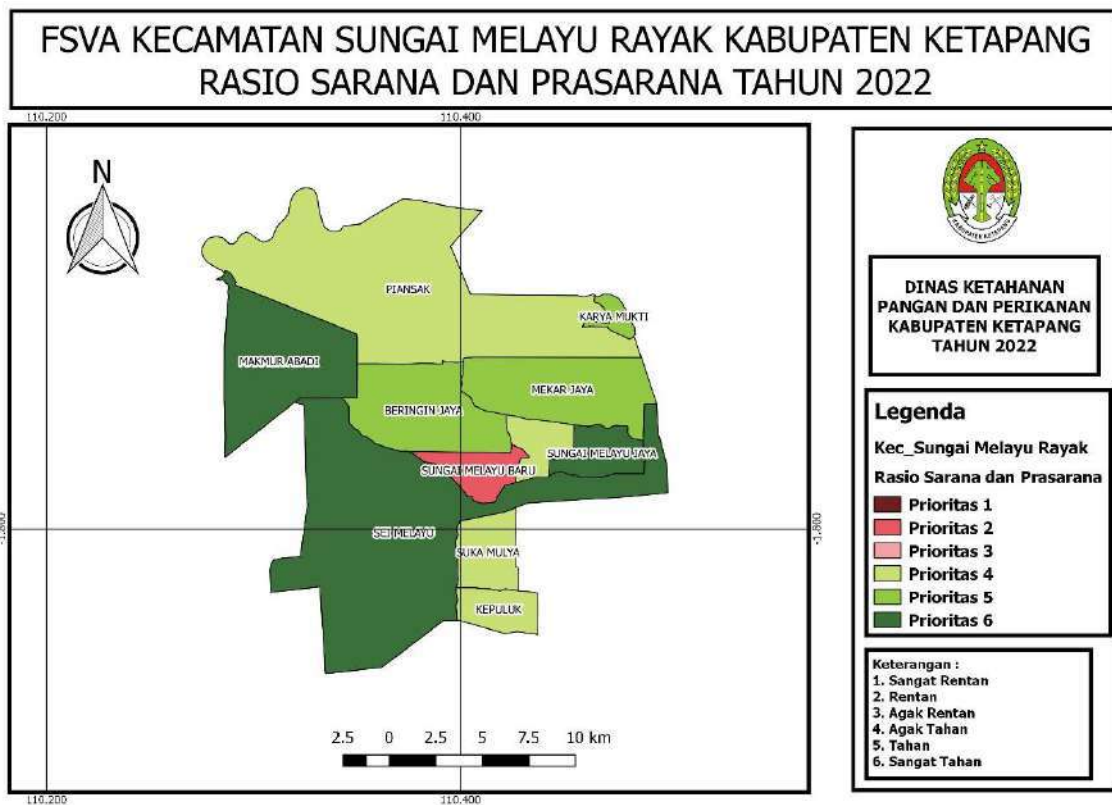 FSVA KECAMATAN SUNGAI MELAYU RAYAK KABUPATEN KETAPANG
RASIO SARANA DAN PRASARANA TAHUN 2022
110.200
110.400
N
PIANSAK
KARYA MUKTI
MAKMUR ABADI
MEKAR JAYA
BERINGIN JAYA
SUNGAI MELAYU JAYA
SUNGAI MELAYU BARU
-1.800
-1.800
SEI MELAYU
SUKA MULYA
KEPULUK
2.5 0 2.5 5 7.5 10 km
110.200
110.400
KABUPATEN KETAPANG
DINAS KETAHANAN
PANGAN DAN PERIKANAN
KABUPATEN KETAPANG
TAHUN 2022
Legenda
Kec_Sungai Melayu Rayak
Rasio Sarana dan Prasarana
Prioritas 1
Prioritas 2
Prioritas 3
Prioritas 4
Prioritas 5
Prioritas 6
Keterangan :
1. Sangat Rentan
2. Rentan
3. Agak Rentan
4. Agak Tahan
5. Tahan
6. Sangat Tahan